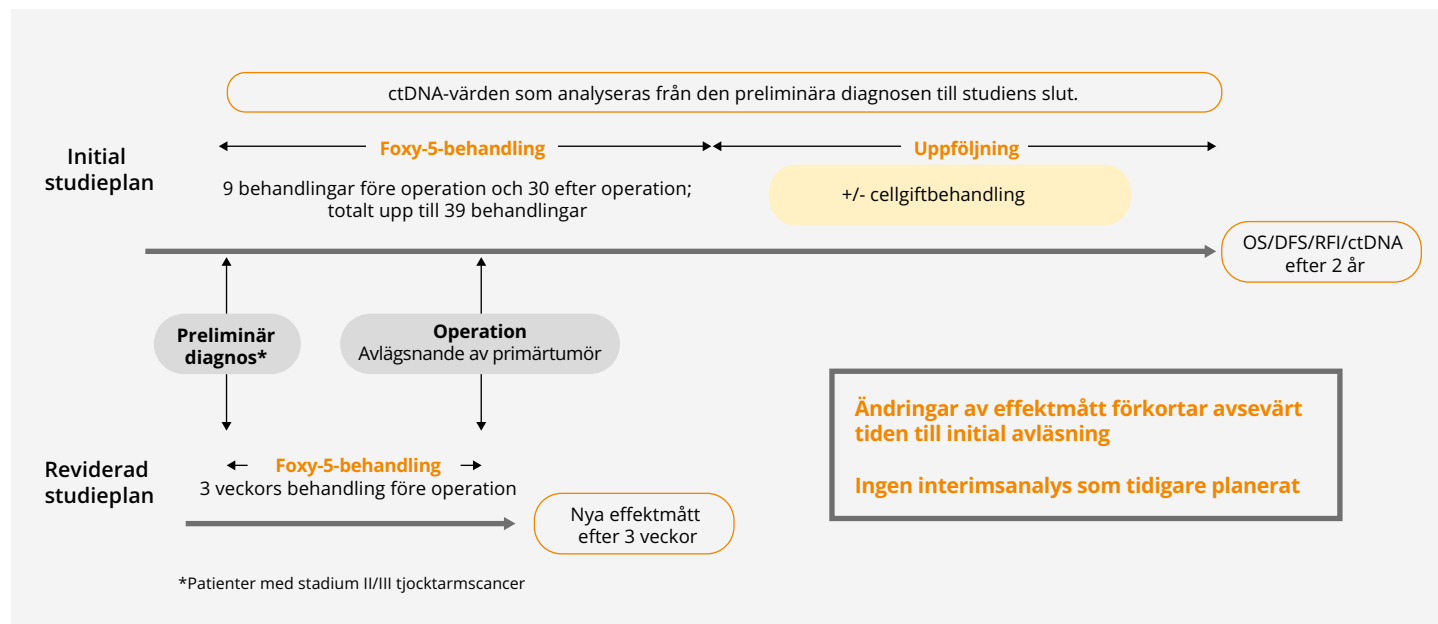 ctDNA-värden som analyseras från den preliminära diagnosen till studiens slut.
Initial
studieplan
Foxy-5-behandling
Uppföljning
9 behandlingar före operation och 30 efter operation;
totalt upp till 39 behandlingar
+/- cellgiftbehandling
OS/DFS/RFI/ctDNA
efter 2 år
Preliminär
diagnos*
Operation
Avlägsnande av primärtumör
Ändringar av effektmått förkortar avsevärt
tiden till initial avläsning
Ingen interimsanalys som tidigare planerat
Reviderad
studieplan
Foxy-5-behandling
3 veckors behandling före operation
Nya effektmått
efter 3 veckor
*Patienter med stadium II/III tjocktarmscancer